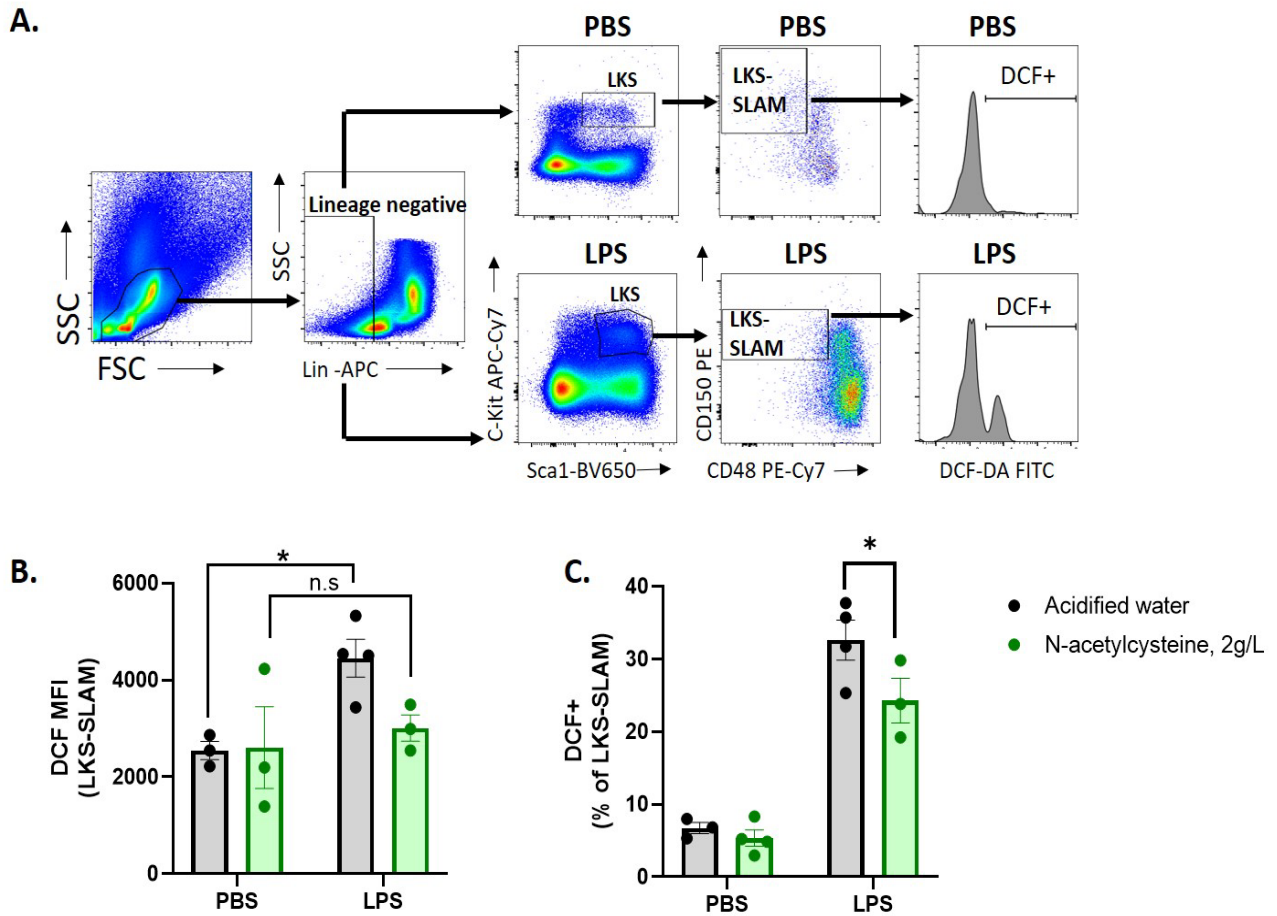 A.
PBS
PBS
PBS
LKS
LKS-
SLAM
DCF+
SSC
FSC
SSC
Lineage negative
Lin -APC
LPS
LPS
LPS
LKS
LKS-
SLAM
DCF+
C-Kit APC-Cy7
Sca1-BV650
CD150 PE
CD48 PE-Cy7
DCF-DA FITC
B.
DCF MFI
(LKS-SLAM)
6000
4000
2000
0
*
n.s
PBS
LPS
C.
DCF+
(% of LKS-SLAM)
40
30
20
10
0
*
PBS
LPS
Acidified water
N-acetylcysteine, 2g/L